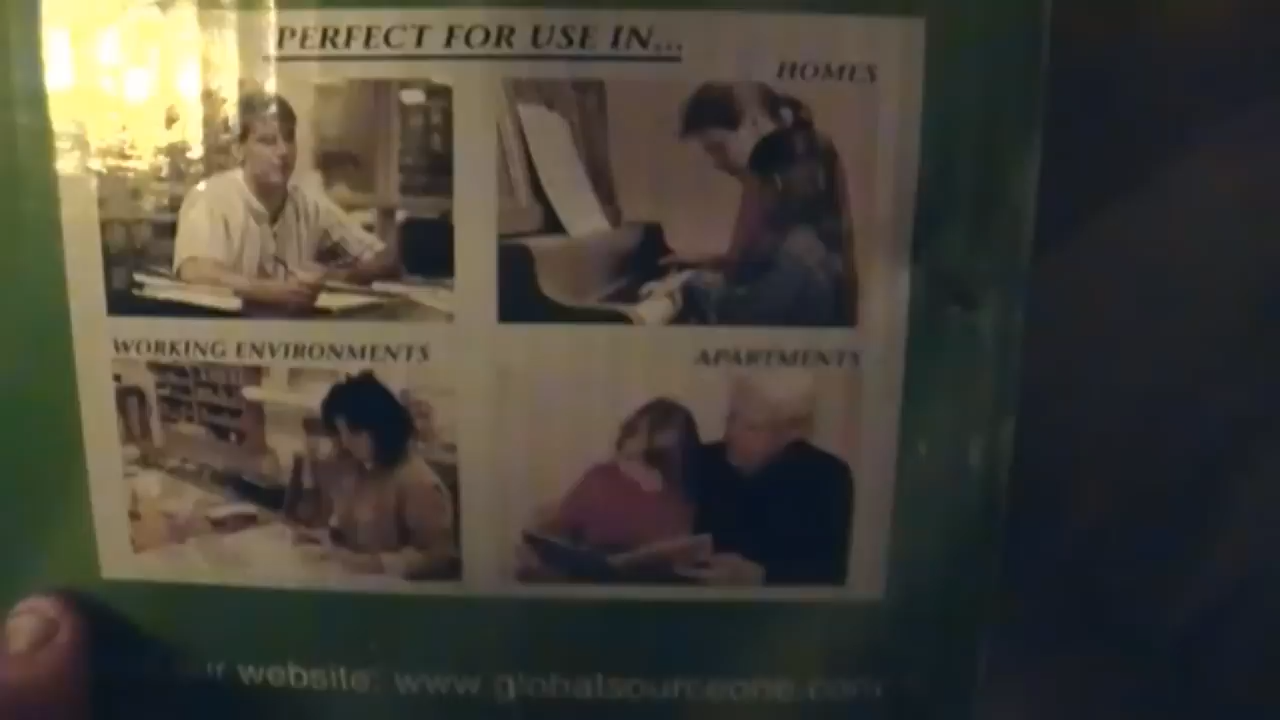 PERFECT FOR USE IN...
HOMES
WORKING ENVIRONMENTS
APARTMENTS
website: www.globalsourceone.com